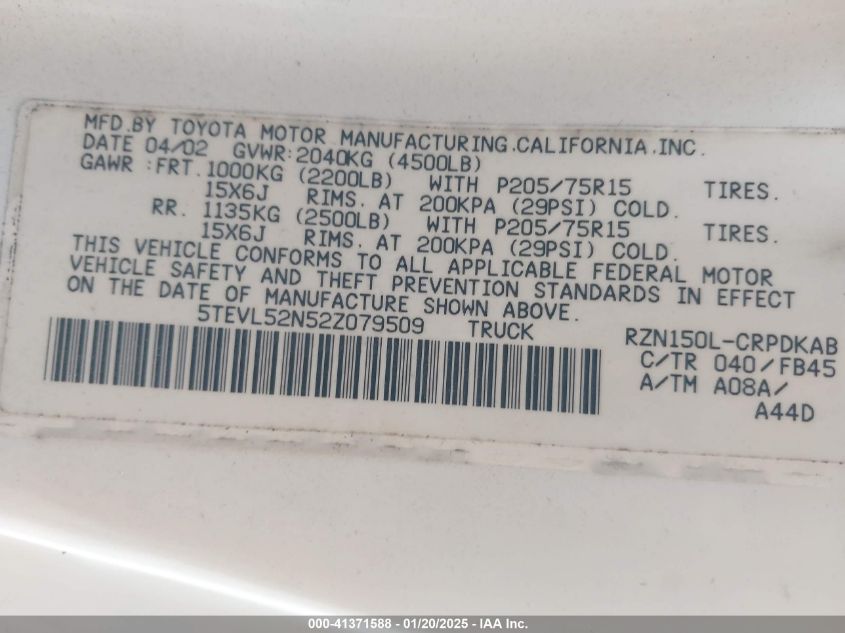 MFD.BY TOYOTA MOTOR MANUFACTURING.CALIFORNIA.INC.
DATE 04/02 GVWR:2040KG (4500LB)
GAWR :FRT.1000KG (2200LB) WITH P205/75R15 TIRES.
15X6J RIMS. AT 200KPA (29PSI) COLD.
RR. 1135KG (2500LB) WITH P205/75R15 TIRES.
15X6J RIMS. AT 200KPA (29PSI) COLD.
THIS VEHICLE CONFORMS TO ALL APPLICABLE FEDERAL MOTOR
VEHICLE SAFETY AND THEFT PREVENTION STANDARDS IN EFFECT
ON THE DATE OF MANUFACTURE SHOWN ABOVE.
5TEVL52N52Z079509 TRUCK
RZN150L-CRPDKAB
C/TR 040/FB45
A/TM A08A/
A44D
000-41371588 - 01/20/2025 - IAA Inc.